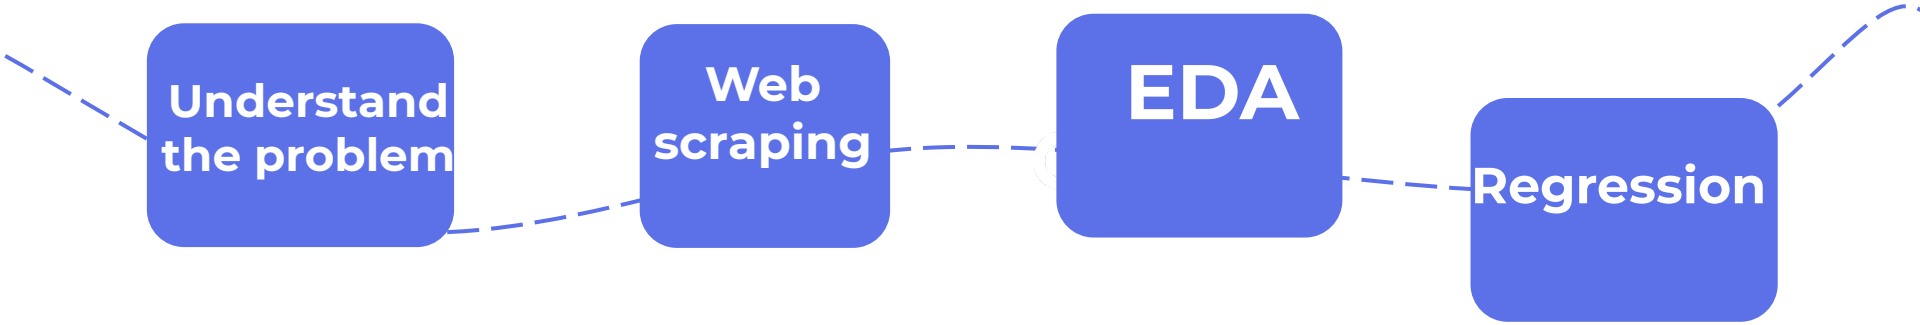 Understand
the problem
Web
scraping
EDA
Regression